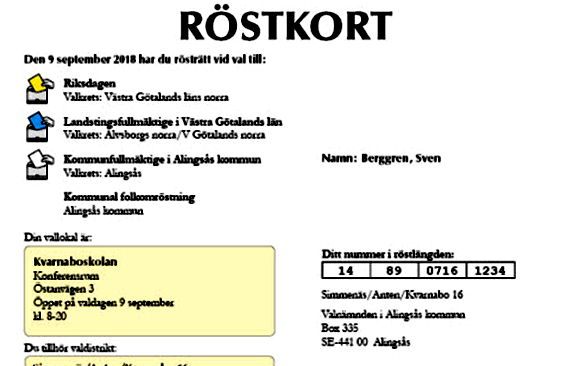 RÖSTKORT
Den 9 september 2018 har du rösträtt vid val till:
Riksdagen
Valkrets: Västra Götalands läns norra
Landstingsfullmäktige i Västra Götalands län
Valkrets: Älvsborgs norra/V Götalands norra
Kommunfullmäktige i Alingsås kommun
Valkrets: Alingsås
Kommunal folkomröstning
Alingsås kommun
Namn: Berggren, Sven
Din vallokal är:
Kvarnaboskolan
Konferensrum
Östanvägen 3
Öppet på valdagen 9 september
kl. 8-20
Ditt nummer i röstlängden:
14 89 0716 1234
Simmenäs/Anten/Kvarnabo 16
Valnämnden i Alingsås kommun
Box 335
SE-441 00 Alingsås
Du tillhör valdistrikt: